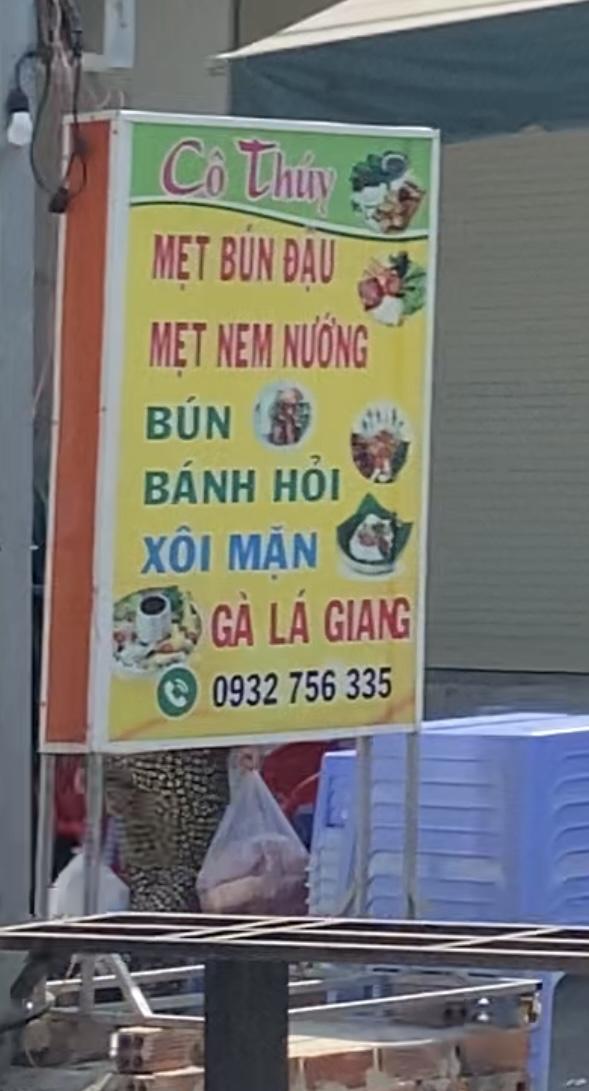 Cô Thúy
MẸT BÚN ĐẬU
MẸT NEM NƯỚNG
BÚN
BÁNH HỎI
XÔI MẶN
GÀ LÁ GIANG
0932 756 335